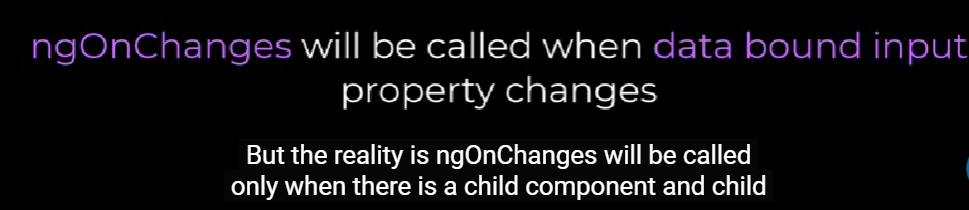 ngOnChanges will be called when data bound input
property changes
But the reality is ngOnChanges will be called
only when there is a child component and child